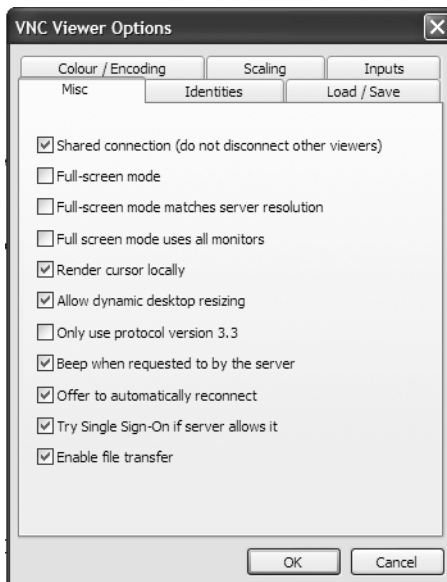 VNC Viewer Options
Colour / Encoding
Scaling
Inputs
Misc
Identities
Load / Save
Shared connection (do not disconnect other viewers)
Full-screen mode
Full-screen mode matches server resolution
Full screen mode uses all monitors
Render cursor locally
Allow dynamic desktop resizing
Only use protocol version 3.3
Beep when requested to by the server
Offer to automatically reconnect
Try Single Sign-On if server allows it
Enable file transfer
OK
Cancel